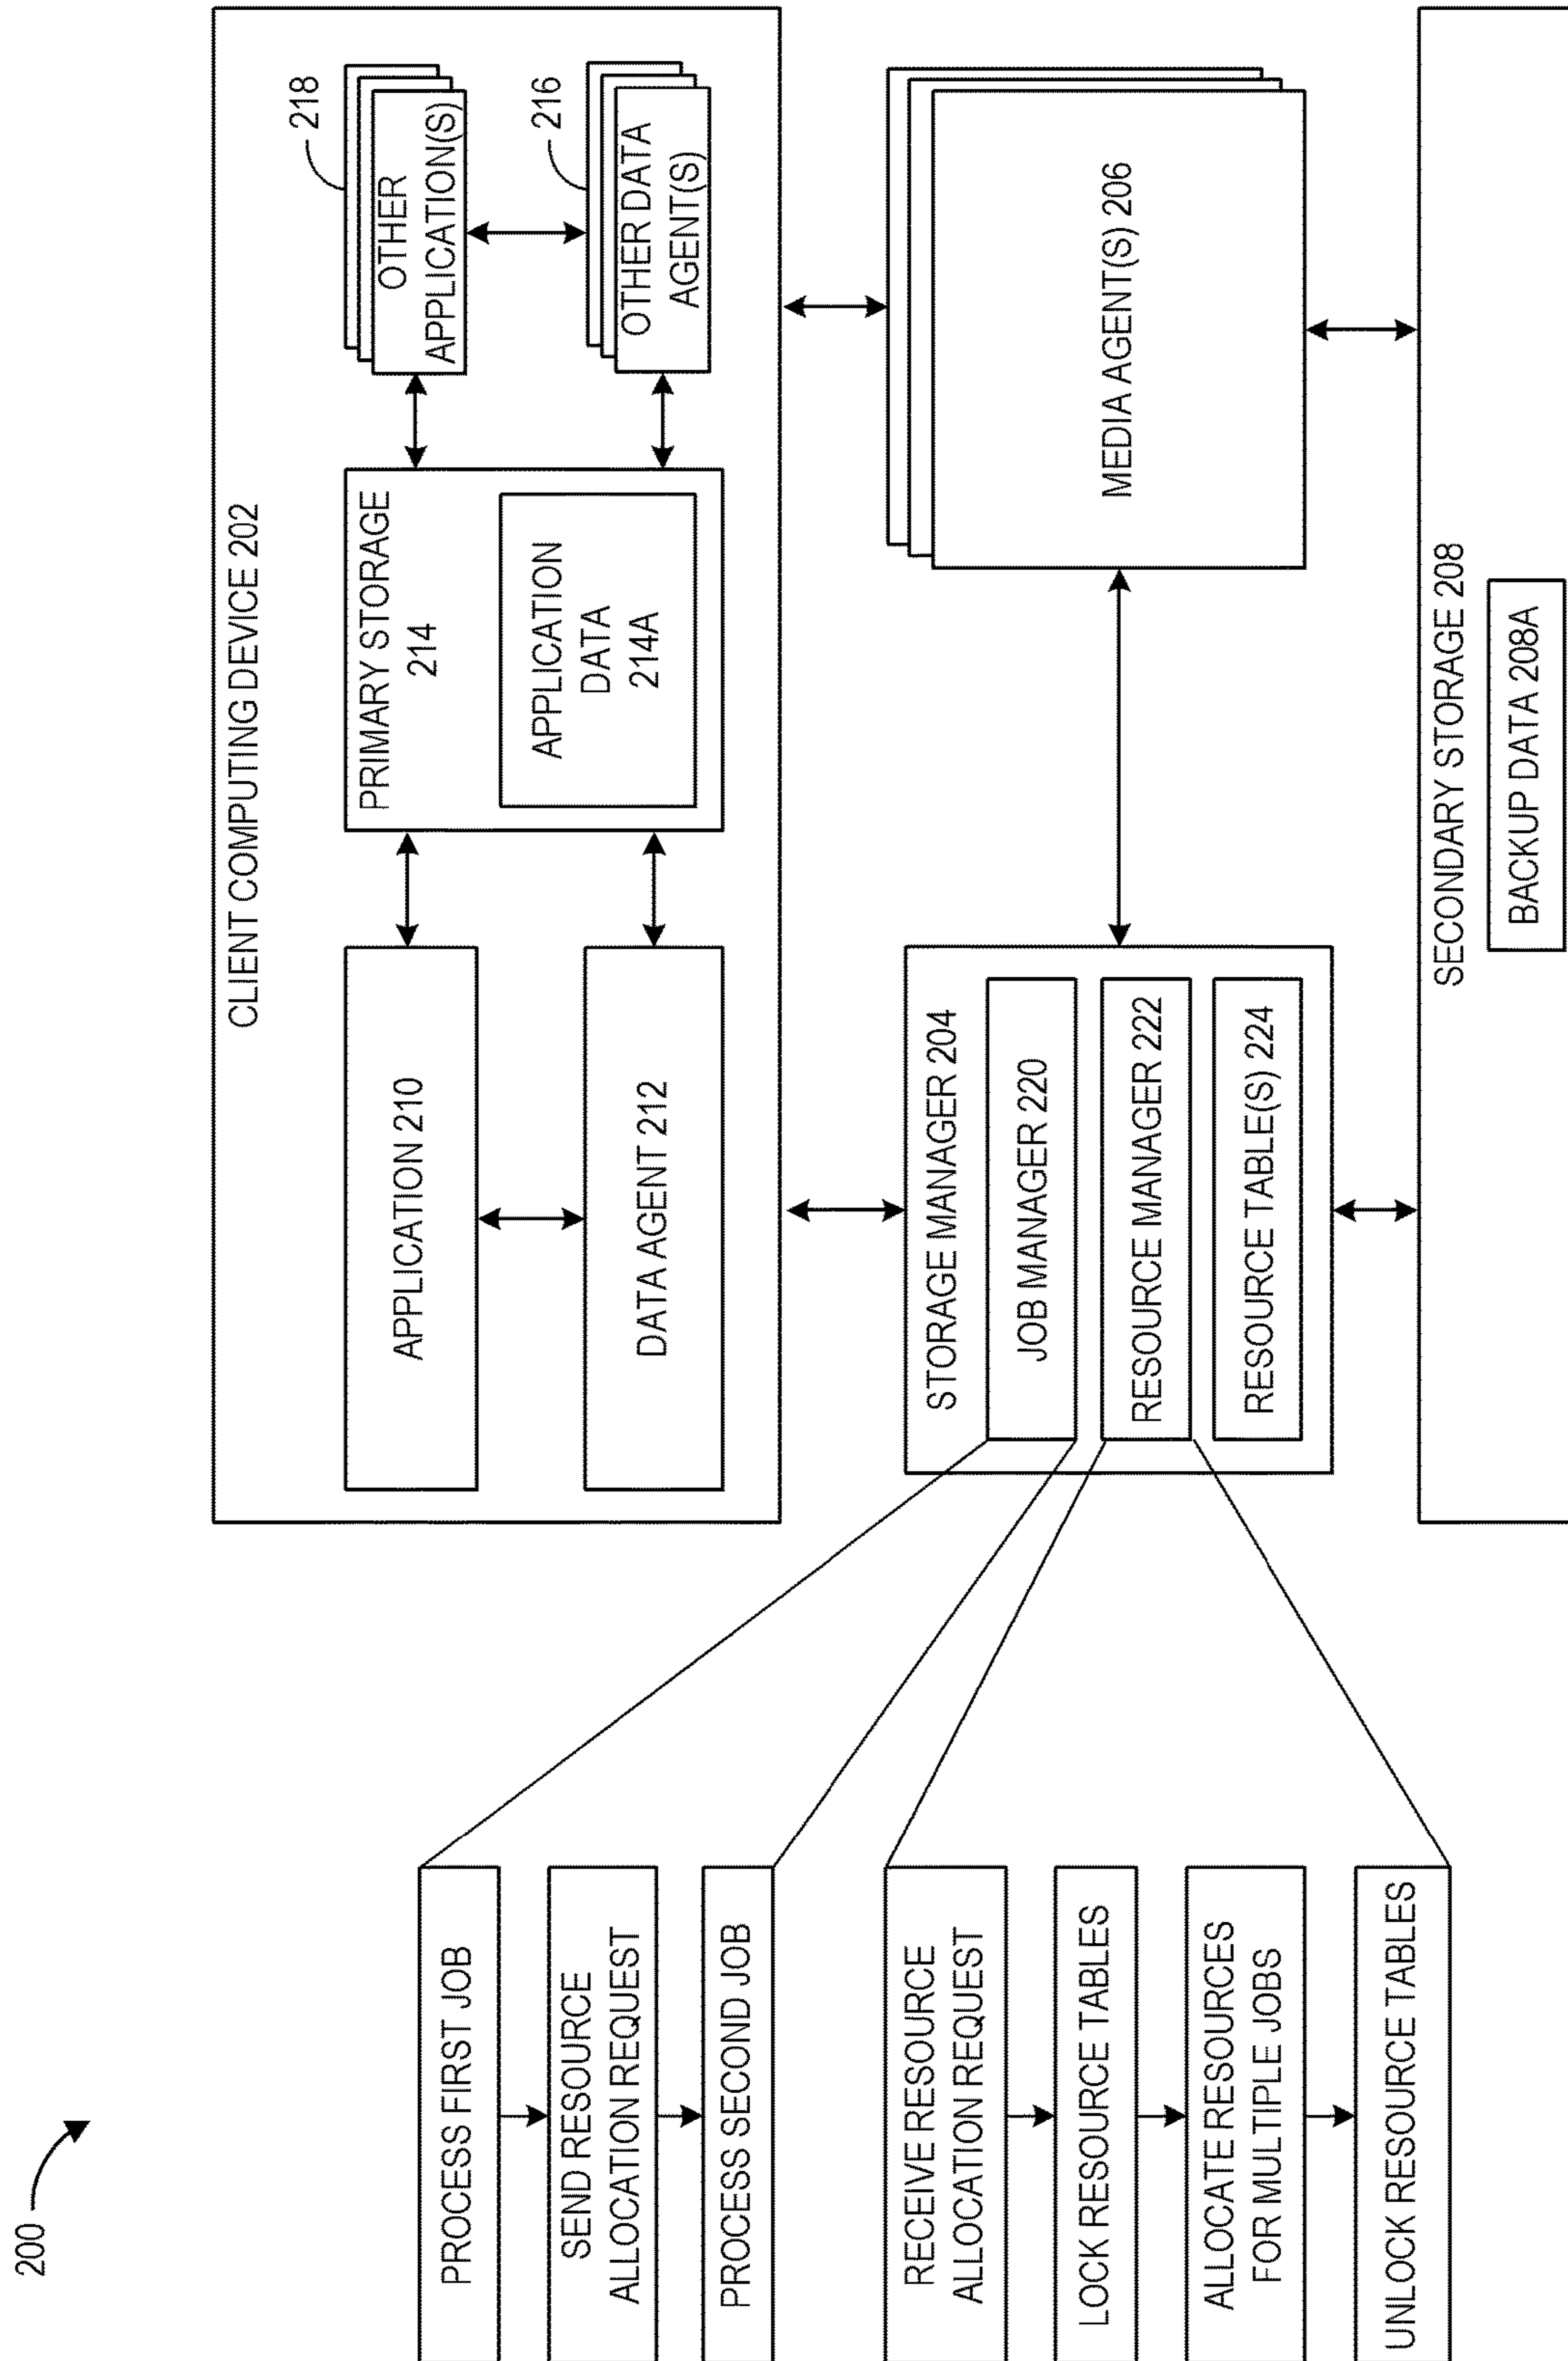 200
CLIENT COMPUTING DEVICE 202
APPLICATION 210
DATA AGENT 212
PRIMARY STORAGE
214
APPLICATION
DATA
214A
OTHER
APPLICATION(S)
218
OTHER DATA
AGENT(S)
216
PROCESS FIRST JOB
SEND RESOURCE
ALLOCATION REQUEST
PROCESS SECOND JOB
RECEIVE RESOURCE
ALLOCATION REQUEST
LOCK RESOURCE TABLES
ALLOCATE RESOURCES
FOR MULTIPLE JOBS
UNLOCK RESOURCE TABLES
STORAGE MANAGER 204
JOB MANAGER 220
RESOURCE MANAGER 222
RESOURCE TABLE(S) 224
MEDIA AGENT(S) 206
SECONDARY STORAGE 208
BACKUP DATA 208A